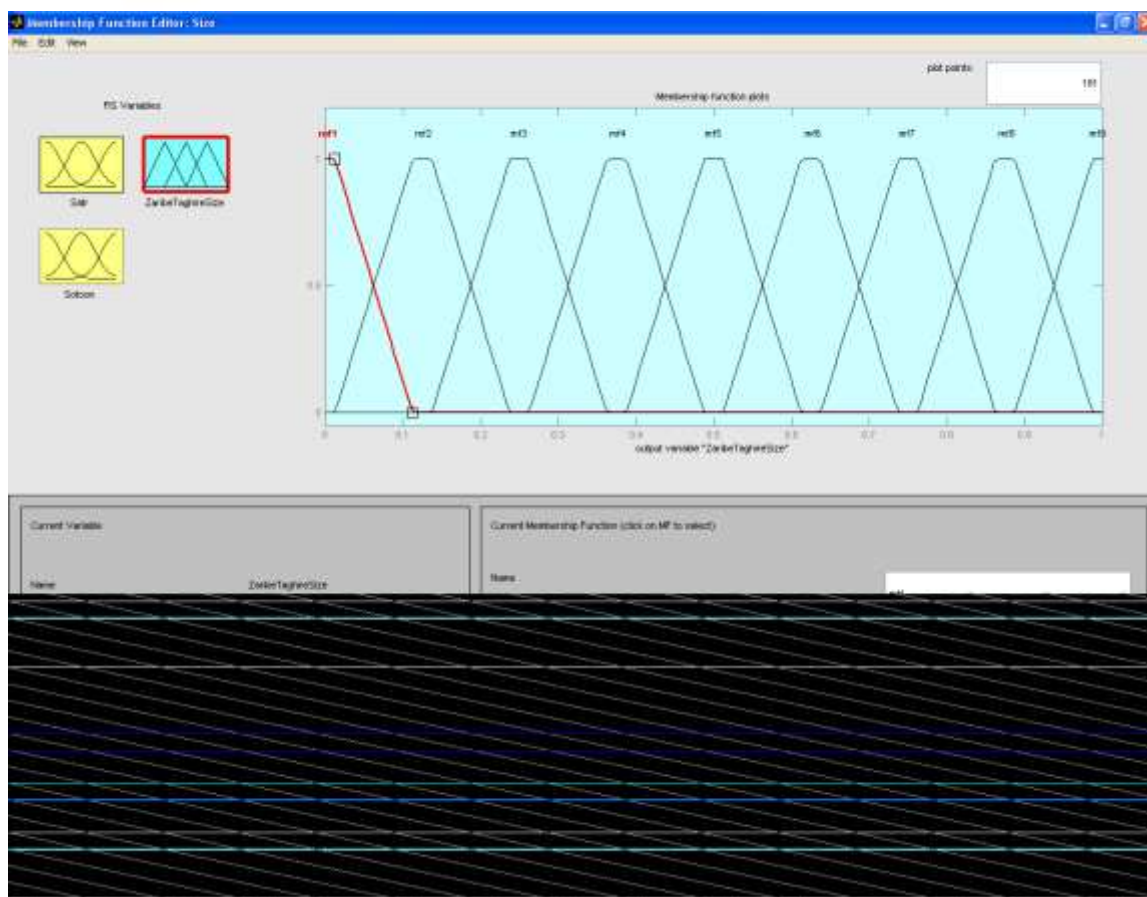 Membership Function Editor: Size
File Edit View
plot points:
181
FIS Variables
Membership function plots
mf1 mf2 mf3 mf4 mf5 mf6 mf7 mf8 mf9
Satr
ZaribeTaghireSize
Sotoon
1
0.5
0
0 0.1 0.2 0.3 0.4 0.5 0.6 0.7 0.8 0.9 1
output variable "ZaribeTaghireSize"
Current Variable
Current Membership Function (click on MF to select)
Name
ZaribeTaghireSize
Name